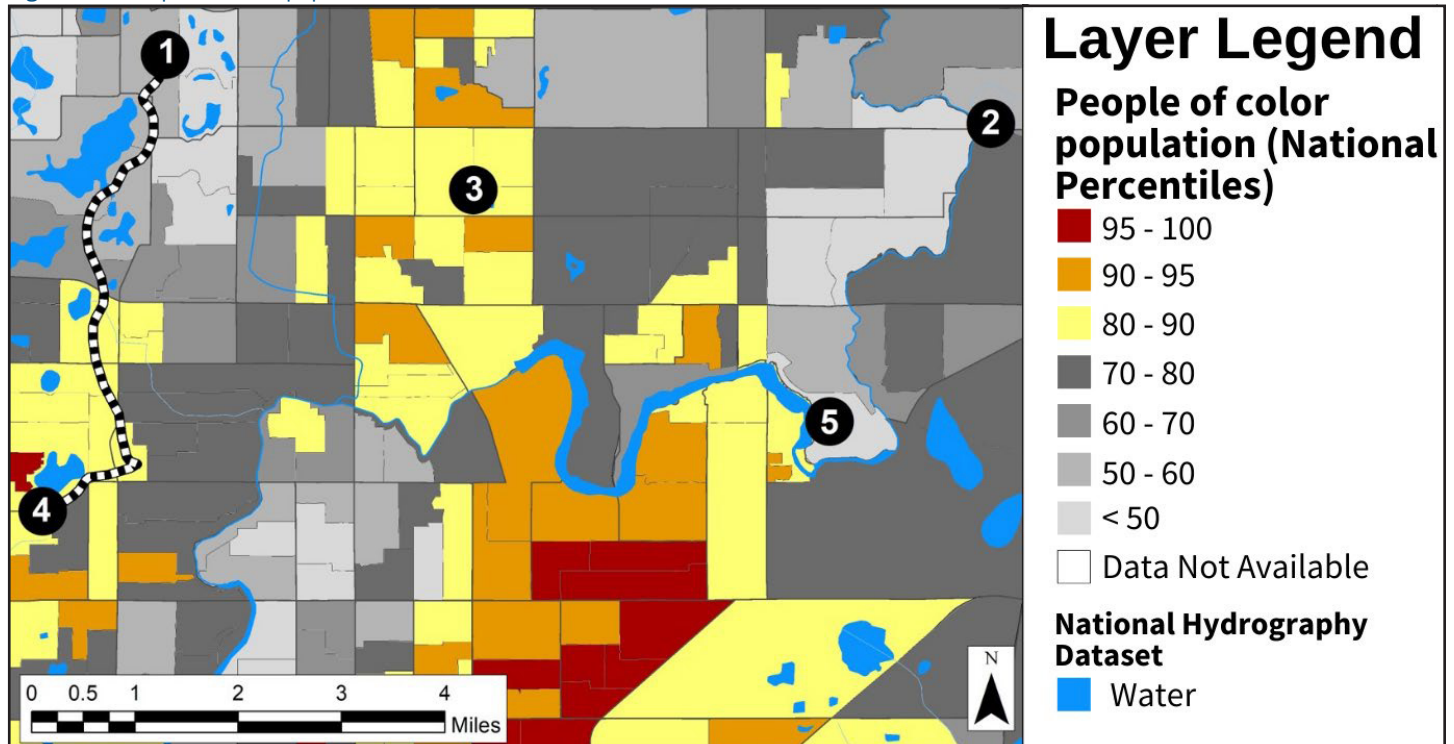 1
2
3
4
5
0 0.5 1 2 3 4
Miles
N
Layer Legend
People of color
population (National
Percentiles)
95 - 100
90 - 95
80 - 90
70 - 80
60 - 70
50 - 60
< 50
Data Not Available
National Hydrography
Dataset
Water